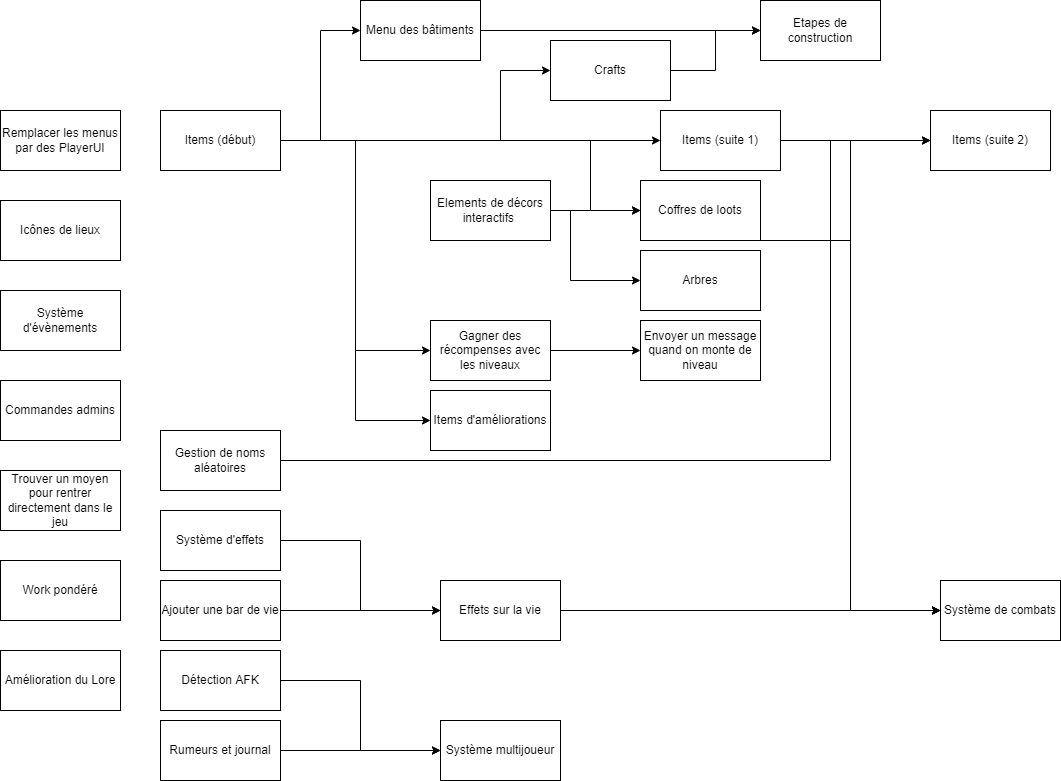 Menu des bâtiments
Etapes de
construction
Crafts
Remplacer les menus
par des PlayerUI
Items (début)
Items (suite 1)
Items (suite 2)
Elements de décors
interactifs
Coffres de loots
Icônes de lieux
Arbres
Système
d'évènements
Gagner des
récompenses avec
les niveaux
Envoyer un message
quand on monte de
niveau
Commandes admins
Items d'améliorations
Gestion de noms
aléatoires
Trouver un moyen
pour rentrer
directement dans le
jeu
Système d'effets
Work pondéré
Ajouter une bar de vie
Effets sur la vie
Système de combats
Amélioration du Lore
Détection AFK
Rumeurs et journal
Système multijoueur